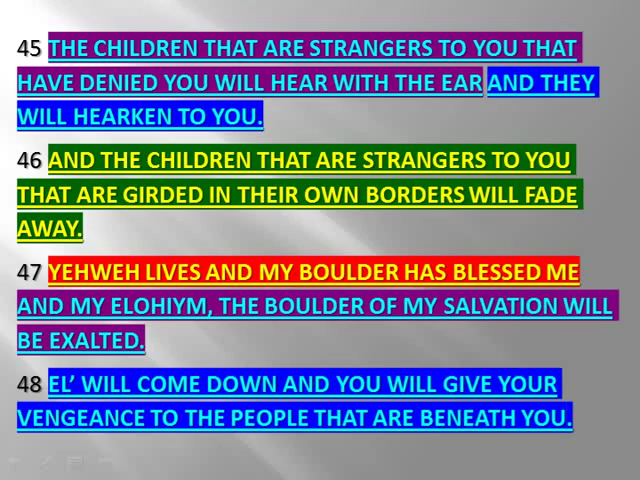 45 THE CHILDREN THAT ARE STRANGERS TO YOU THAT
HAVE DENIED YOU WILL HEAR WITH THE EAR AND THEY
WILL HEARKEN TO YOU.
46 AND THE CHILDREN THAT ARE STRANGERS TO YOU
THAT ARE GIRDED IN THEIR OWN BORDERS WILL FADE
AWAY.
47 YEHWEH LIVES AND MY BOULDER HAS BLESSED ME
AND MY ELOHIYM, THE BOULDER OF MY SALVATION WILL
BE EXALTED.
48 EL’ WILL COME DOWN AND YOU WILL GIVE YOUR
VENGEANCE TO THE PEOPLE THAT ARE BENEATH YOU.